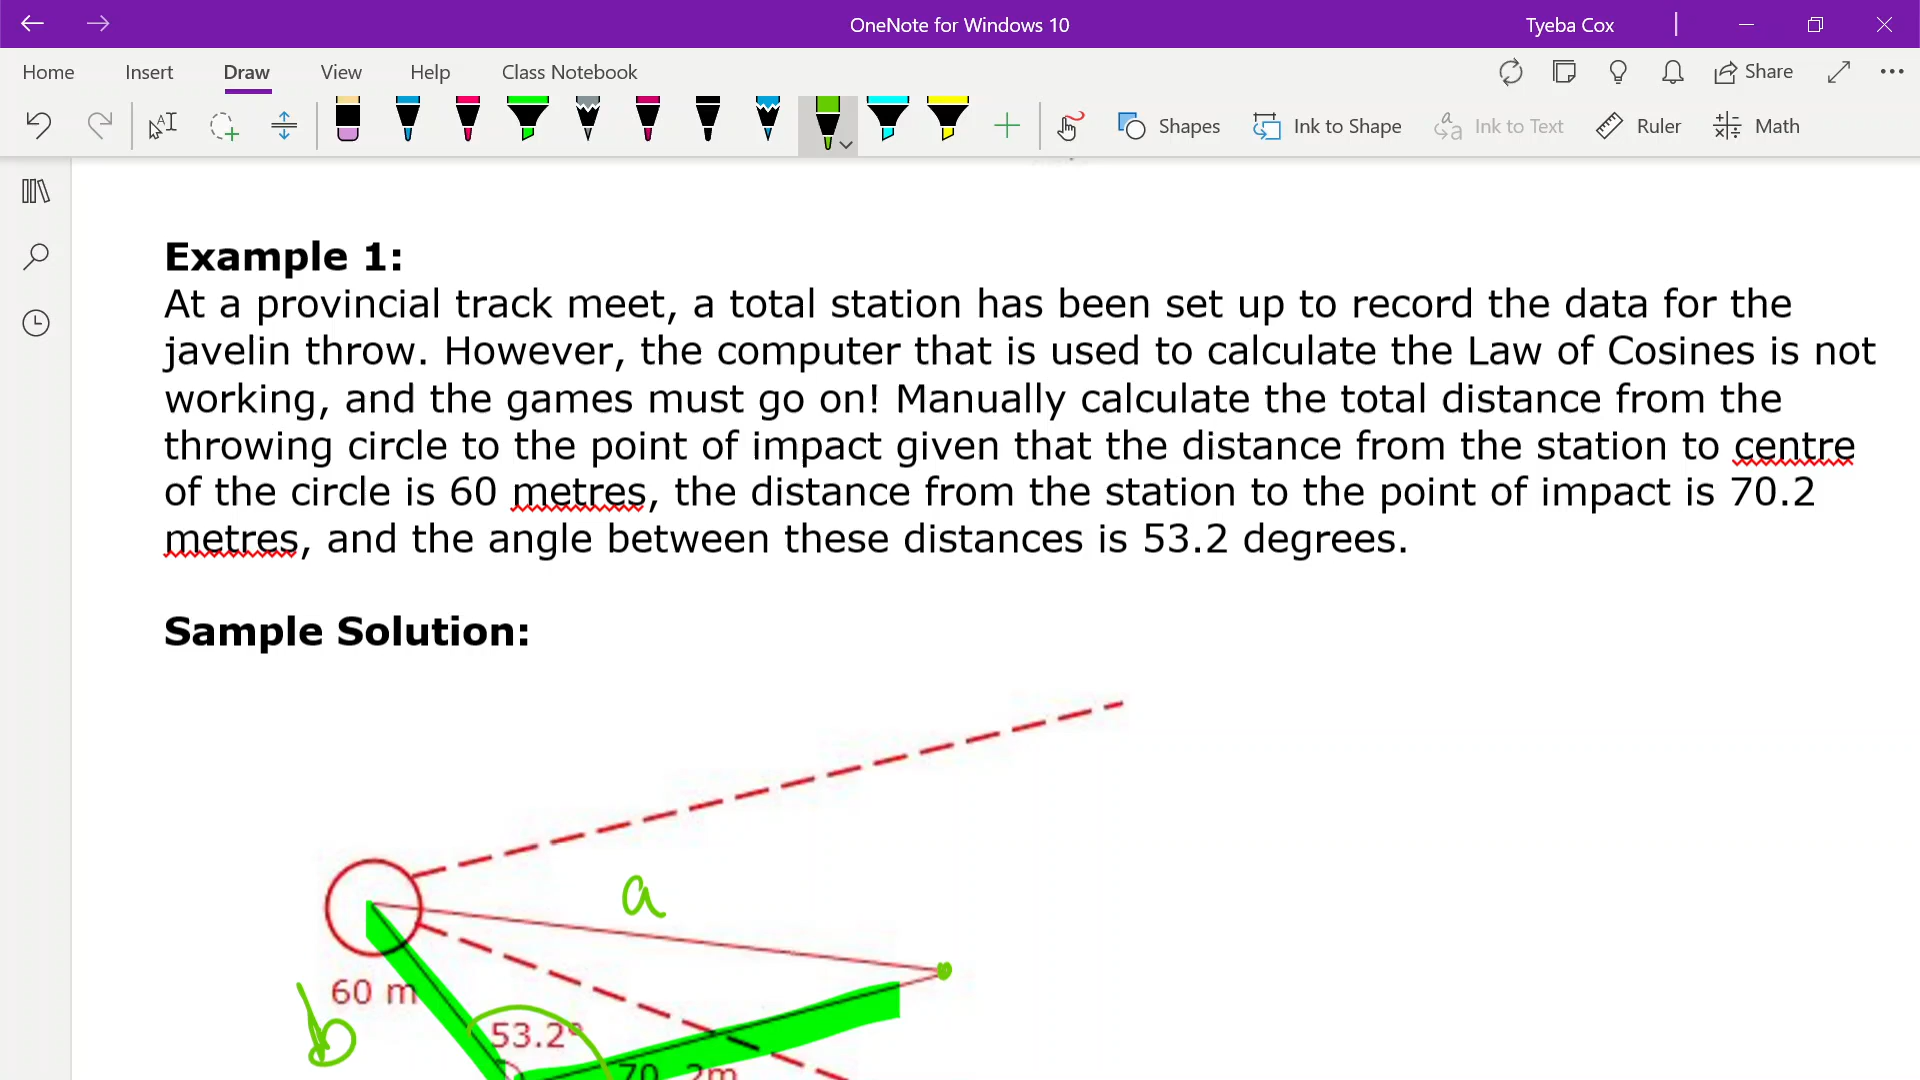 OneNote for Windows 10
Tyeba Cox
Home Insert Draw View Help Class Notebook
Share
Shapes Ink to Shape Ink to Text Ruler Math
Example 1:
At a provincial track meet, a total station has been set up to record the data for the
javelin throw. However, the computer that is used to calculate the Law of Cosines is not
working, and the games must go on! Manually calculate the total distance from the
throwing circle to the point of impact given that the distance from the station to centre
of the circle is 60 metres, the distance from the station to the point of impact is 70.2
metres, and the angle between these distances is 53.2 degrees.
Sample Solution:
a
60 m
b
53.2°
70.2m